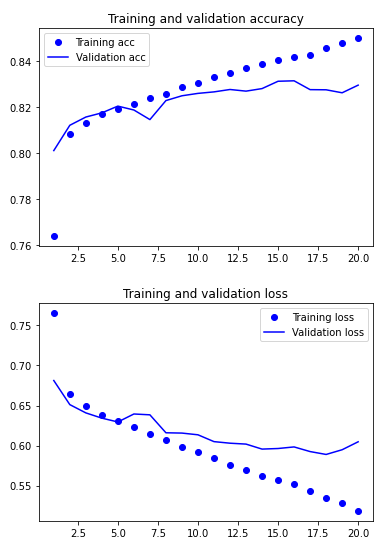 Training and validation accuracy
Training acc
Validation acc
0.84
0.82
0.80
0.78
0.76
2.5 5.0 7.5 10.0 12.5 15.0 17.5 20.0
Training and validation loss
Training loss
Validation loss
0.75
0.70
0.65
0.60
0.55
2.5 5.0 7.5 10.0 12.5 15.0 17.5 20.0